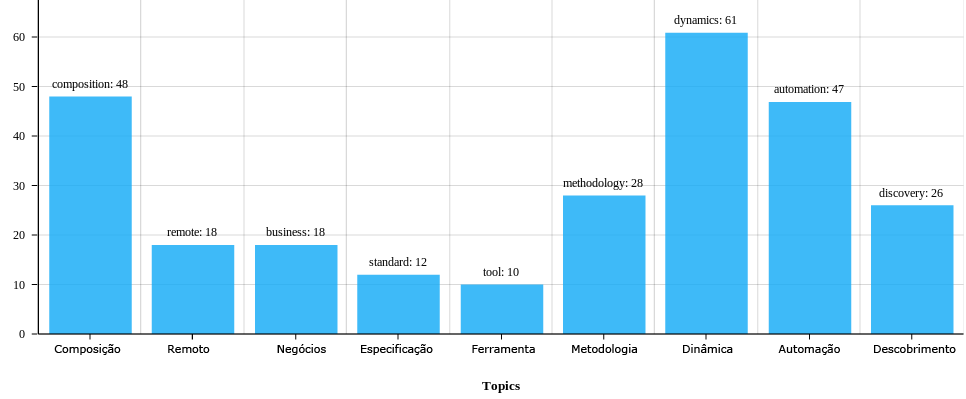 dynamics: 61
60
composition: 48
50
automation: 47
40
methodology: 28
30
discovery: 26
remote: 18
business: 18
20
standard: 12
tool: 10
10
0
Composição Remoto Negócios Especificação Ferramenta Metodologia Dinâmica Automação Descobrimento
Topics